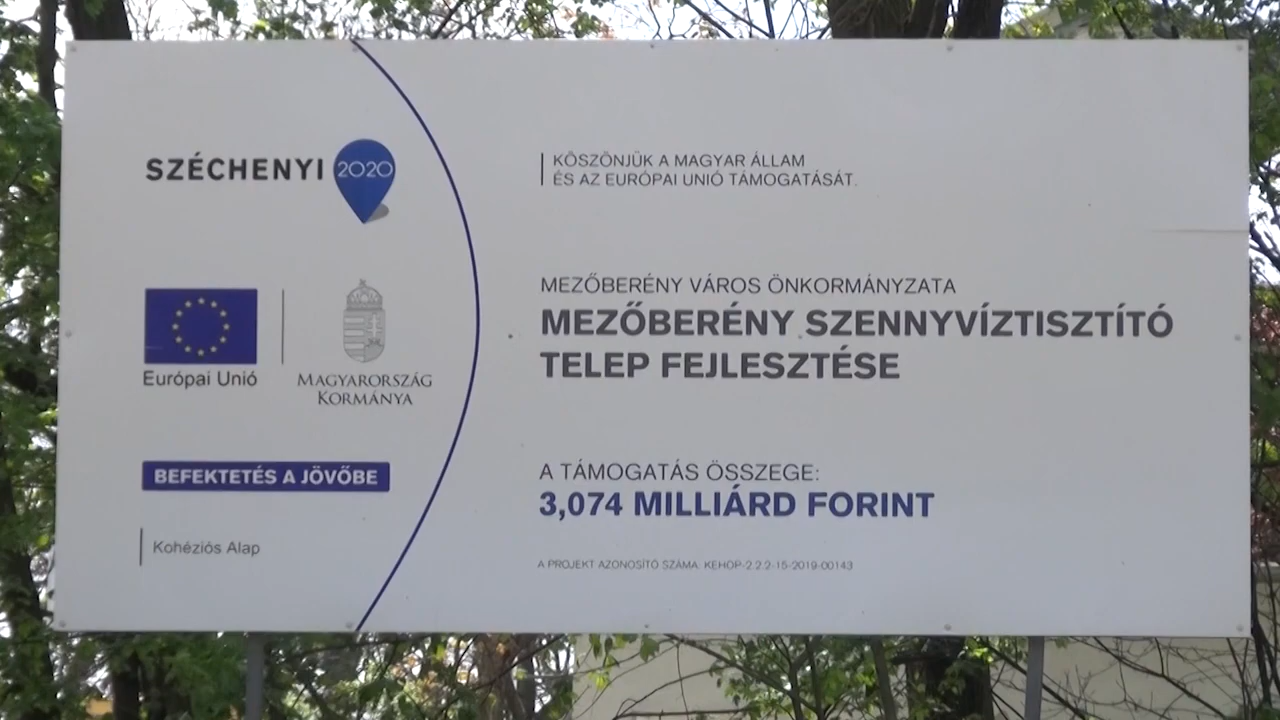 SZÉCHENYI 2020
Európai Unió
MAGYARORSZÁG
KORMÁNYA
BEFEKTETÉS A JÖVŐBE
Kohéziós Alap
KÖSZÖNJÜK A MAGYAR ÁLLAM
ÉS AZ EURÓPAI UNIÓ TÁMOGATÁSÁT.
MEZŐBERÉNY VÁROS ÖNKORMÁNYZATA
MEZŐBERÉNY SZENNYVÍZTISZTÍTÓ
TELEP FEJLESZTÉSE
A TÁMOGATÁS ÖSSZEGE:
3,074 MILLIÁRD FORINT
A PROJEKT AZONOSÍTÓ SZÁMA: KEHOP-2.2.2-15-2019-00143